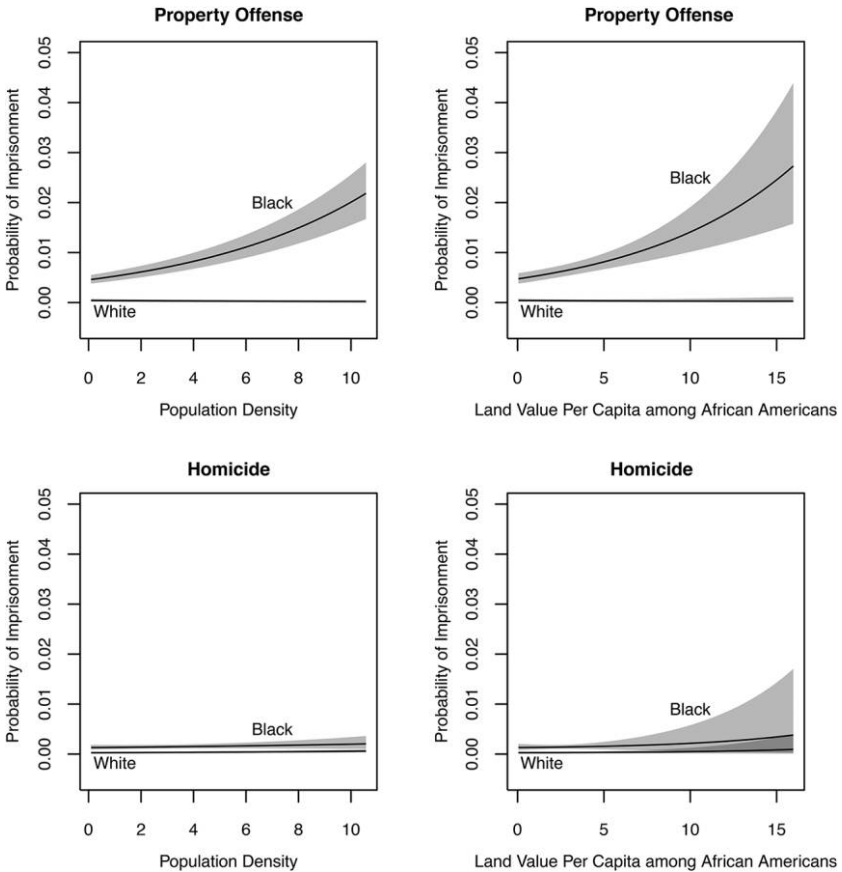 Property Offense
Probability of Imprisonment
0.05
0.04
0.03
0.02
0.01
0.00
Black
White
0 2 4 6 8 10
Population Density
Property Offense
Probability of Imprisonment
0.05
0.04
0.03
0.02
0.01
0.00
Black
White
0 5 10 15
Land Value Per Capita among African Americans
Homicide
Probability of Imprisonment
0.05
0.04
0.03
0.02
0.01
0.00
Black
White
0 2 4 6 8 10
Population Density
Homicide
Probability of Imprisonment
0.05
0.04
0.03
0.02
0.01
0.00
Black
White
0 5 10 15
Land Value Per Capita among African Americans